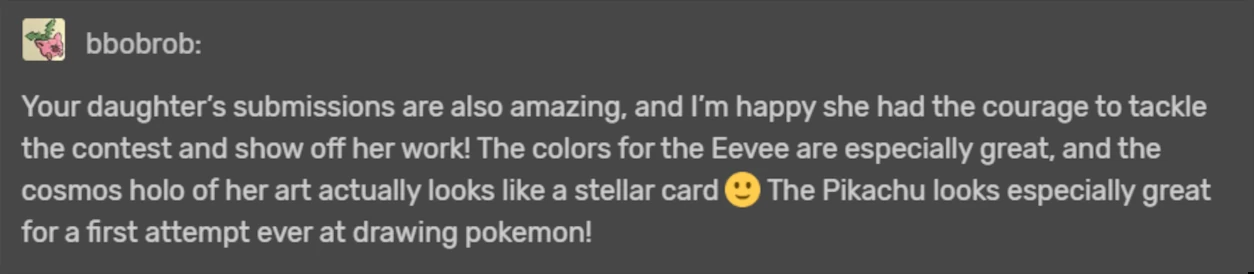 bbobrob:
Your daughter’s submissions are also amazing, and I’m happy she had the courage to tackle
the contest and show off her work! The colors for the Eevee are especially great, and the
cosmos holo of her art actually looks like a stellar card 🙂 The Pikachu looks especially great
for a first attempt ever at drawing pokemon!